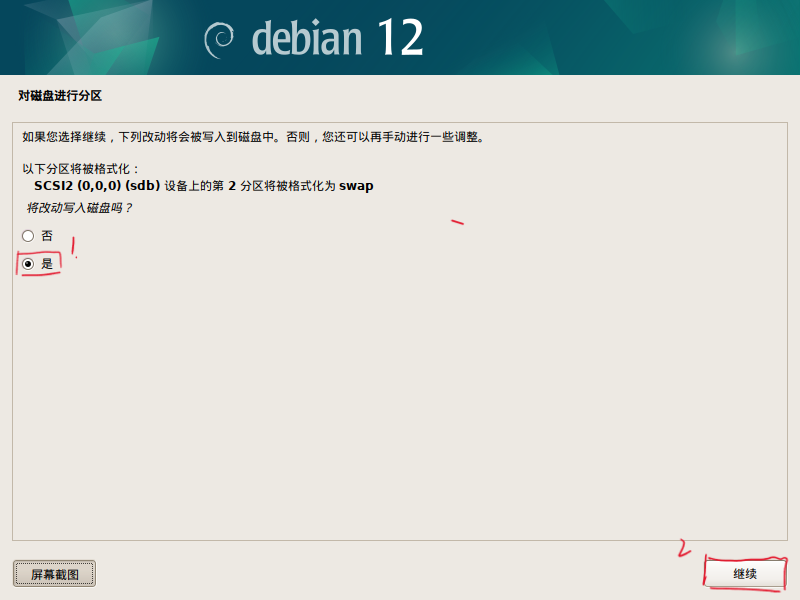 debian 12
对磁盘进行分区
如果您选择继续，下列改动将会被写入到磁盘中。否则，您还可以再手动进行一些调整。
以下分区将被格式化：
SCSI2 (0,0,0) (sdb) 设备上的第 2 分区将被格式化为 swap
将改动写入磁盘吗？
否
1.
是
2
屏幕截图
继续